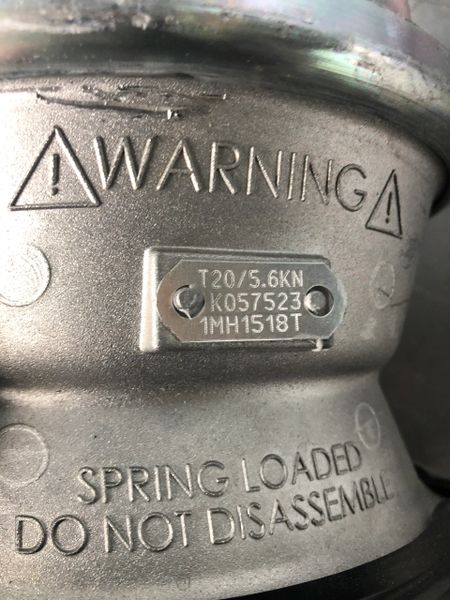 WARNING
T20/5.6KN
K057523
1MH1518T
SPRING LOADED
DO NOT DISASSEMBLE